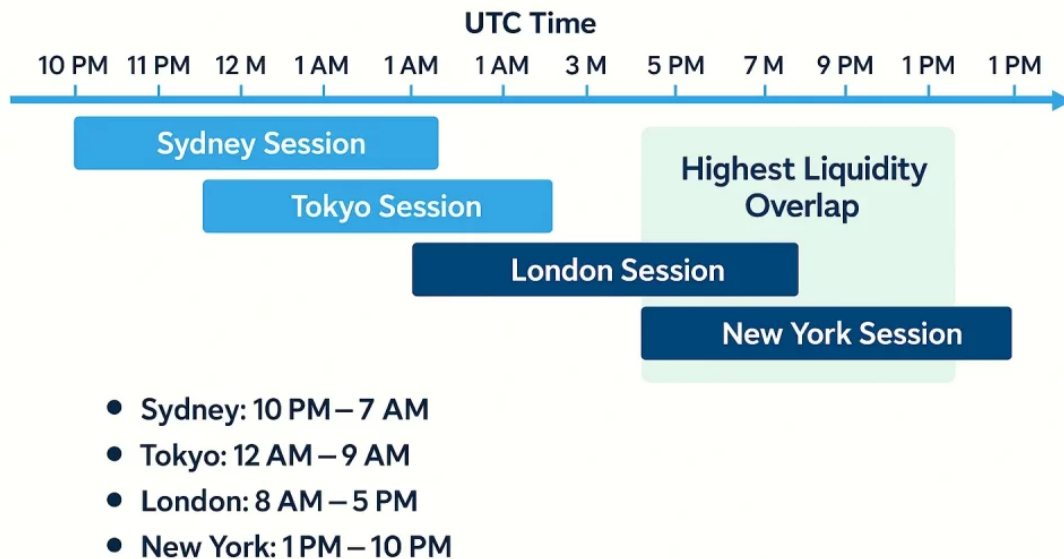 UTC Time
10 PM 11 PM 12 M 1 AM 1 AM 1 AM 3 M 5 PM 7 M 9 PM 1 PM 1 PM
Sydney Session
Tokyo Session
London Session
New York Session
Highest Liquidity
Overlap
• Sydney: 10 PM – 7 AM
• Tokyo: 12 AM – 9 AM
• London: 8 AM – 5 PM
• New York: 1 PM – 10 PM